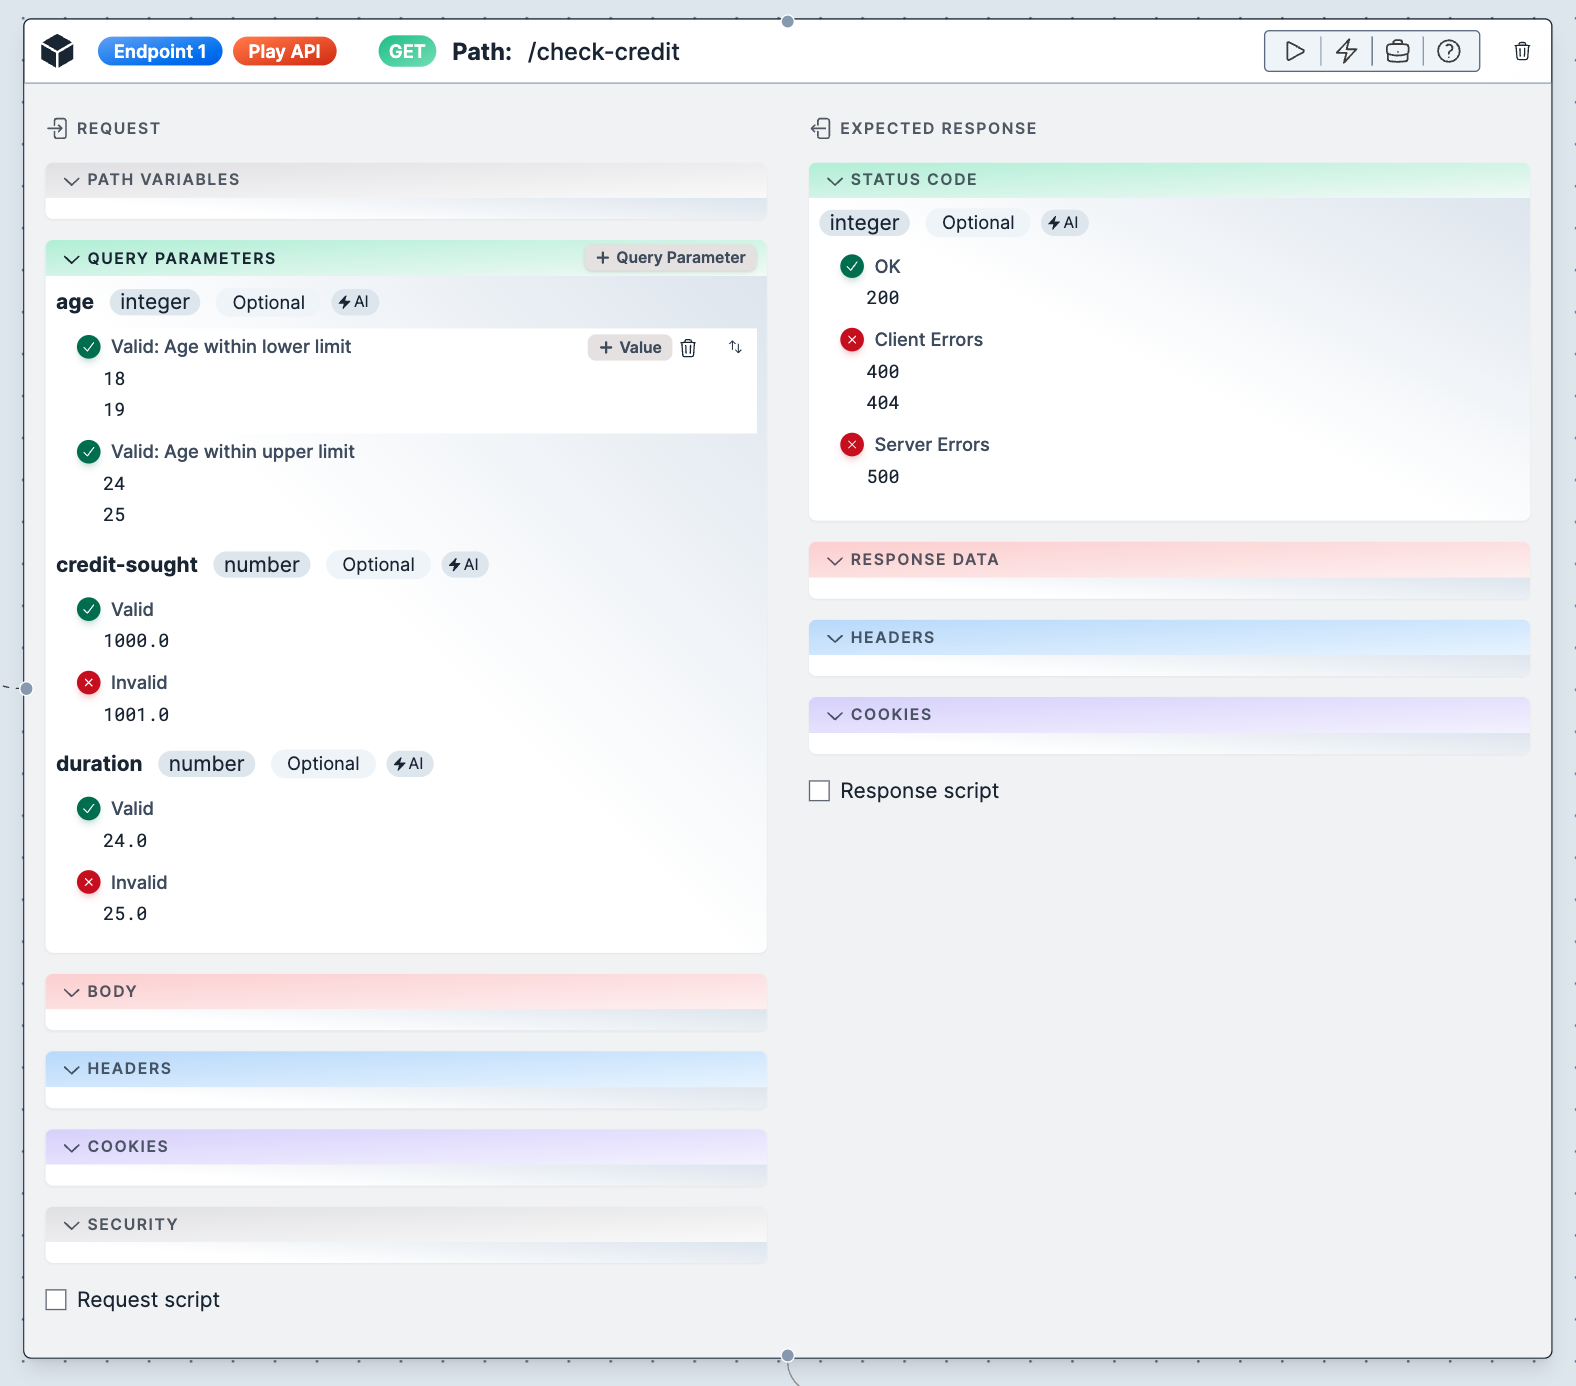 Endpoint 1 Play API GET Path: /check-credit
REQUEST
PATH VARIABLES
QUERY PARAMETERS + Query Parameter
age integer Optional AI
Valid: Age within lower limit + Value
18
19
Valid: Age within upper limit
24
25
credit-sought number Optional AI
Valid
1000.0
Invalid
1001.0
duration number Optional AI
Valid
24.0
Invalid
25.0
BODY
HEADERS
COOKIES
SECURITY
Request script
EXPECTED RESPONSE
STATUS CODE
integer Optional AI
OK
200
Client Errors
400
404
Server Errors
500
RESPONSE DATA
HEADERS
COOKIES
Response script